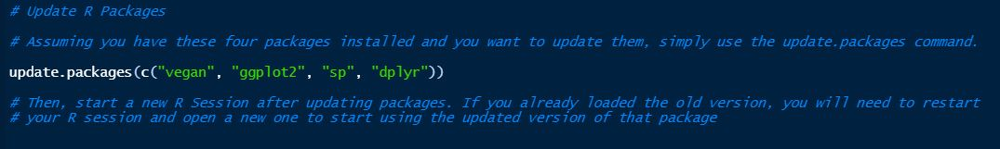 # Update R Packages
# Assuming you have these four packages installed and you want to update them, simply use the update.packages command.
update.packages(c("vegan", "ggplot2", "sp", "dplyr"))
# Then, start a new R Session after updating packages. If you already loaded the old version, you will need to restart
# your R session and open a new one to start using the updated version of that package